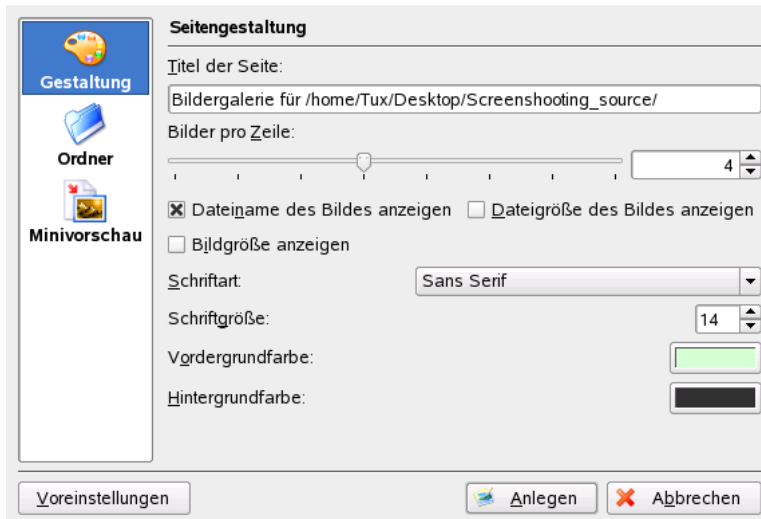 Gestaltung
Ordner
Minivorschau
Seitengestaltung
Titel der Seite:
Bildergalerie für /home/Tux/Desktop/Screenshooting_source/
Bilder pro Zeile:
4
Dateiname des Bildes anzeigen
Dateigröße des Bildes anzeigen
Bildgröße anzeigen
Schriftart:
Sans Serif
Schriftgröße:
14
Vordergrundfarbe:
Hintergrundfarbe:
Voreinstellungen
Anlegen
Abbrechen